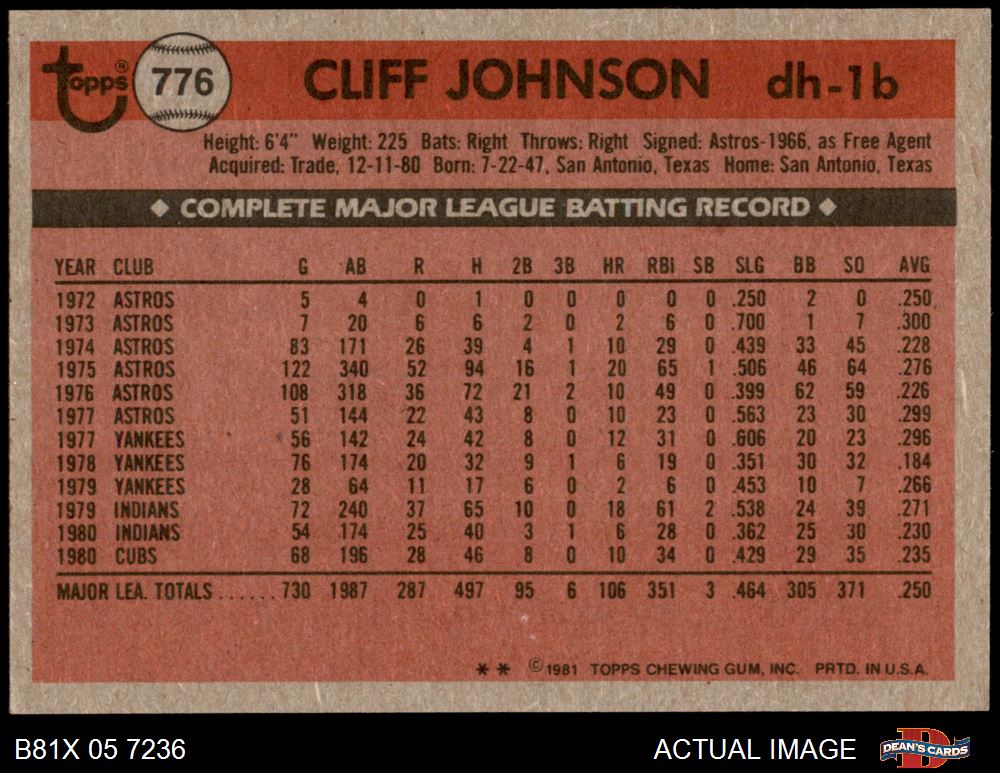 topps® 776 CLIFF JOHNSON dh-1b
Height: 6'4" Weight: 225 Bats: Right Throws: Right Signed: Astros-1966, as Free Agent
Acquired: Trade, 12-11-80 Born: 7-22-47, San Antonio, Texas Home: San Antonio, Texas
◆ COMPLETE MAJOR LEAGUE BATTING RECORD ◆
YEAR CLUB G AB R H 2B 3B HR RBI SB SLG BB SO AVG
1972 ASTROS 5 4 0 1 0 0 0 0 0 .250 2 0 .250
1973 ASTROS 7 20 6 6 2 0 2 6 0 .700 1 7 .300
1974 ASTROS 83 171 26 39 4 1 10 29 0 .439 33 45 .228
1975 ASTROS 122 340 52 94 16 1 20 65 1 .506 46 64 .276
1976 ASTROS 108 318 36 72 21 2 10 49 0 .399 62 59 .226
1977 ASTROS 51 144 22 43 8 0 10 23 0 .563 23 30 .299
1977 YANKEES 56 142 24 42 8 0 12 31 0 .606 20 23 .296
1978 YANKEES 76 174 20 32 9 1 6 19 0 .351 30 32 .184
1979 YANKEES 28 64 11 17 6 0 2 6 0 .453 10 7 .266
1979 INDIANS 72 240 37 65 10 0 18 61 2 .538 24 39 .271
1980 INDIANS 54 174 25 40 3 1 6 28 0 .362 25 30 .230
1980 CUBS 68 196 28 46 8 0 10 34 0 .429 29 35 .235
MAJOR LEA. TOTALS ...... 730 1987 287 497 95 6 106 351 3 .464 305 371 .250
** ©1981 TOPPS CHEWING GUM, INC. PRTD. IN U.S.A.
B81X 05 7236 ACTUAL IMAGE DEAN'S CARDS